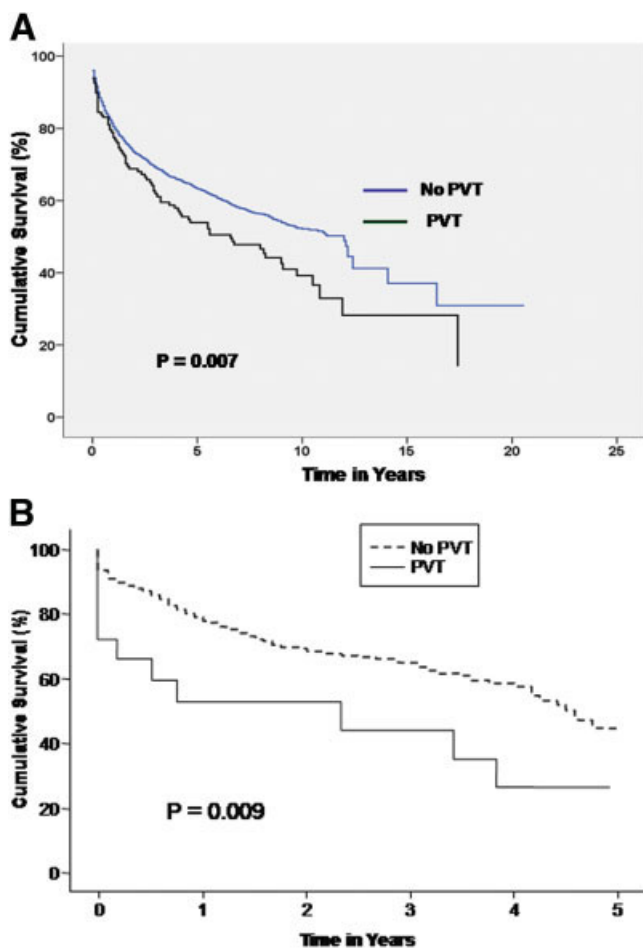 A
100
80
60
40
20
0
Cumulative Survival (%)
No PVT
PVT
P = 0.007
0 5 10 15 20 25
Time in Years
B
100
80
60
40
20
0
Cumulative Survival (%)
No PVT
PVT
P = 0.009
0 1 2 3 4 5
Time in Years